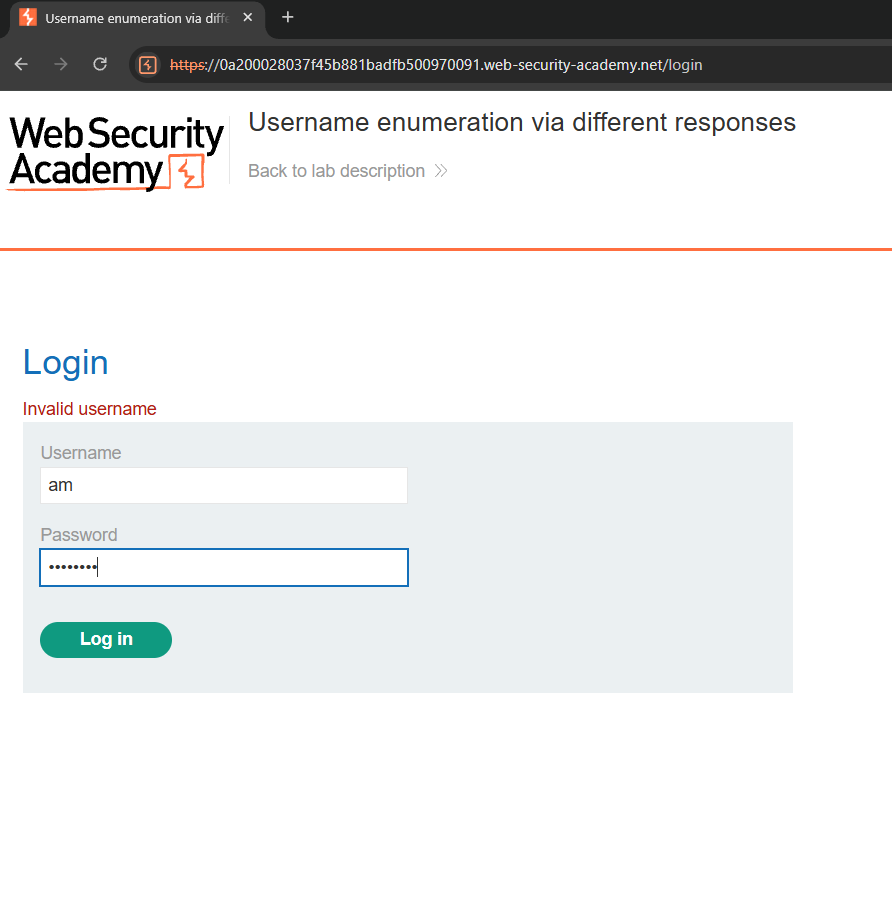 Username enumeration via diffe
https://0a200028037f45b881badfb500970091.web-security-academy.net/login
Web Security
Academy
Username enumeration via different responses
Back to lab description
Login
Invalid username
Username
am
Password
••••••••
Log in